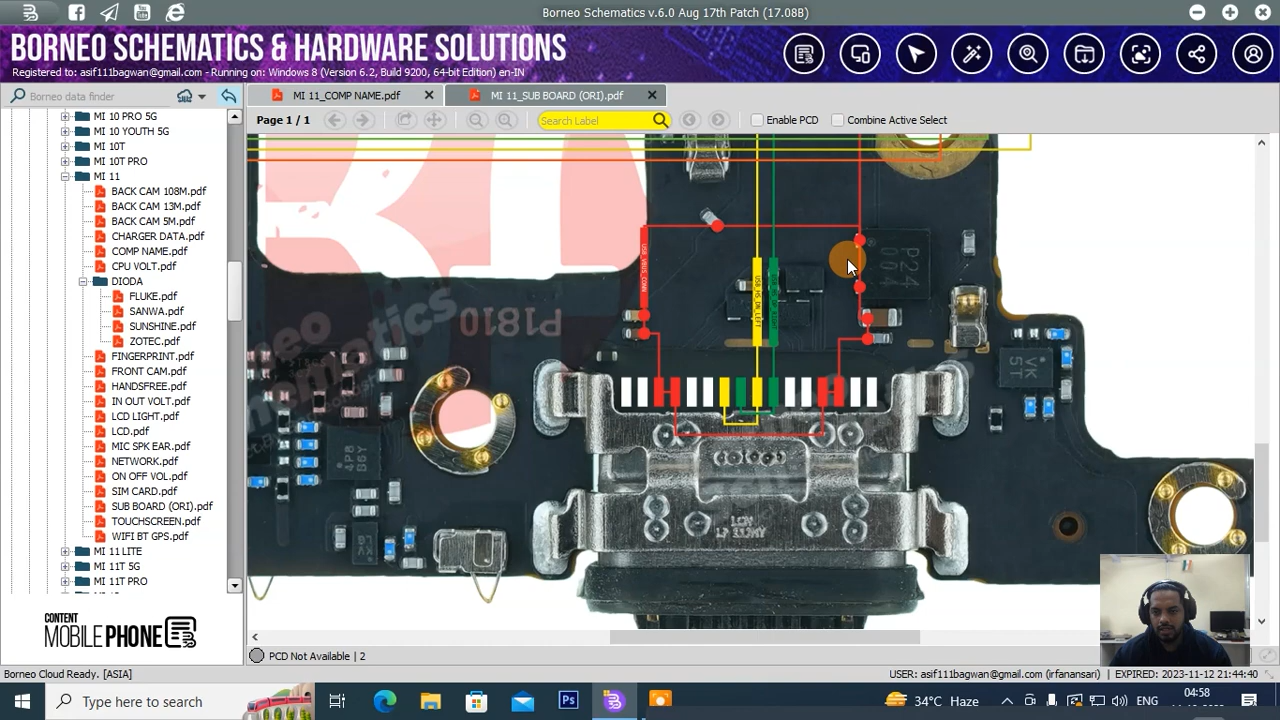 Borneo Schematics v.6.0 Aug 17th Patch (17.08B)
BORNEO SCHEMATICS & HARDWARE SOLUTIONS
Registered to: asif111bagwan@gmail.com - Running on: Windows 8 (Version 6.2, Build 9200, 64-bit Edition) en-IN
Borneo data finder
MI 11_COMP NAME.pdf
MI 11_SUB BOARD (ORI).pdf
Page 1 / 1
Search Label
Enable PCD
Combine Active Select
MI 10 PRO 5G
MI 10 YOUTH 5G
MI 10T
MI 10T PRO
MI 11
BACK CAM 108M.pdf
BACK CAM 13M.pdf
BACK CAM 5M.pdf
CHARGER DATA.pdf
COMP NAME.pdf
CPU VOLT.pdf
DIODA
FLUKE.pdf
SANWA.pdf
SUNSHINE.pdf
ZOTEC.pdf
FINGERPRINT.pdf
FRONT CAM.pdf
HANDSFREE.pdf
IN OUT VOLT.pdf
LCD LIGHT.pdf
LCD.pdf
MIC SPK EAR.pdf
NETWORK.pdf
ON OFF VOL.pdf
SIM CARD.pdf
SUB BOARD (ORI).pdf
TOUCHSCREEN.pdf
WIFI BT GPS.pdf
MI 11 LITE
MI 11T 5G
MI 11T PRO
USB_VBUS_CONN
P24
004
P1810
VK
5T
4P8
CONTENT
MOBILE PHONE
PCD Not Available | 2
Borneo Cloud Ready. [ASIA]
USER: asif111bagwan@gmail.com (irfanansari) | EXPIRED: 2023-11-12 21:44:40
Type here to search
Ps
34°C Haze
ENG
04:58